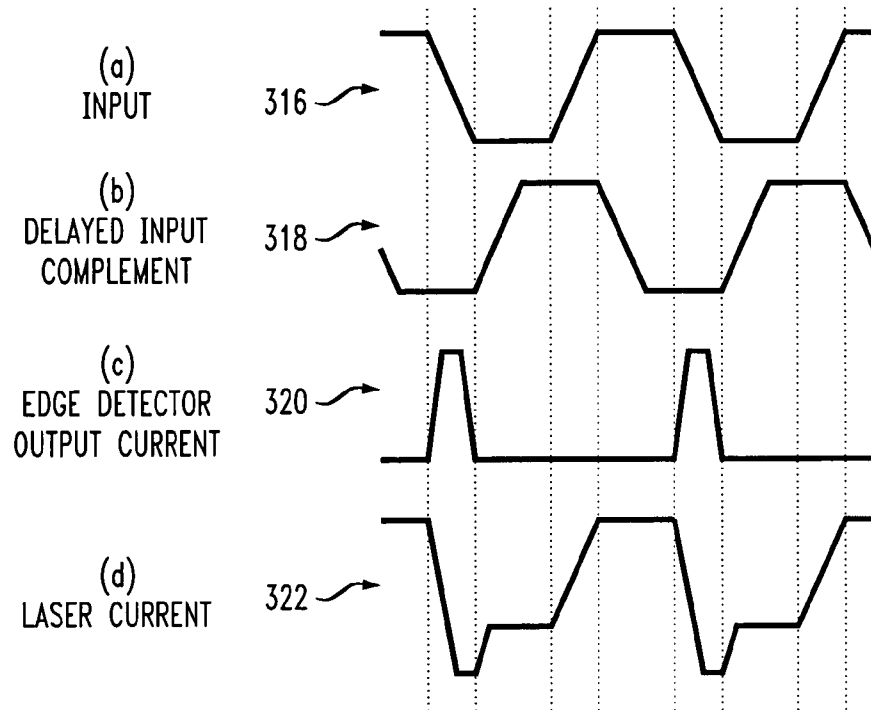 (a)
INPUT
316
(b)
DELAYED INPUT
COMPLEMENT
318
(c)
EDGE DETECTOR
OUTPUT CURRENT
320
(d)
LASER CURRENT
322